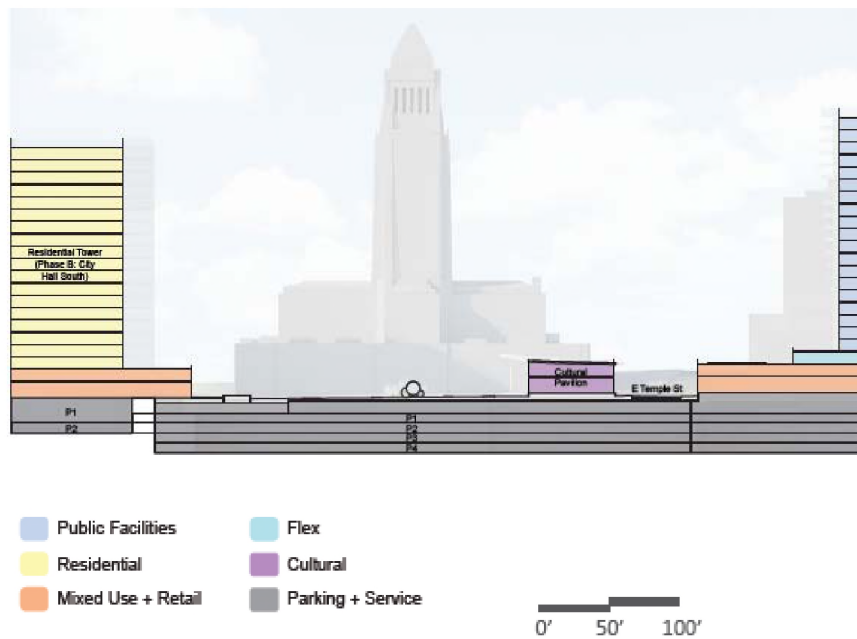 Residential Tower
(Phase B: City
Hall South)
Cultural
Pavilion
E Temple St
P1
P2
P1
P2
P3
P4
Public Facilities
Residential
Mixed Use + Retail
Flex
Cultural
Parking + Service
0' 50' 100'